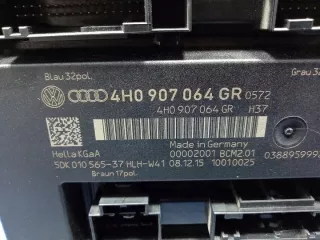 Blau 32pol.
Grau 32
4H0 907 064 GR 0572
4H0 907 064 GR H37
Made in Germany
Hella KGaA 00002001 BCM2.01
5DK 010 565-37 HLH-W41 08.12.15 10010025
038895999
Braun 17pol.